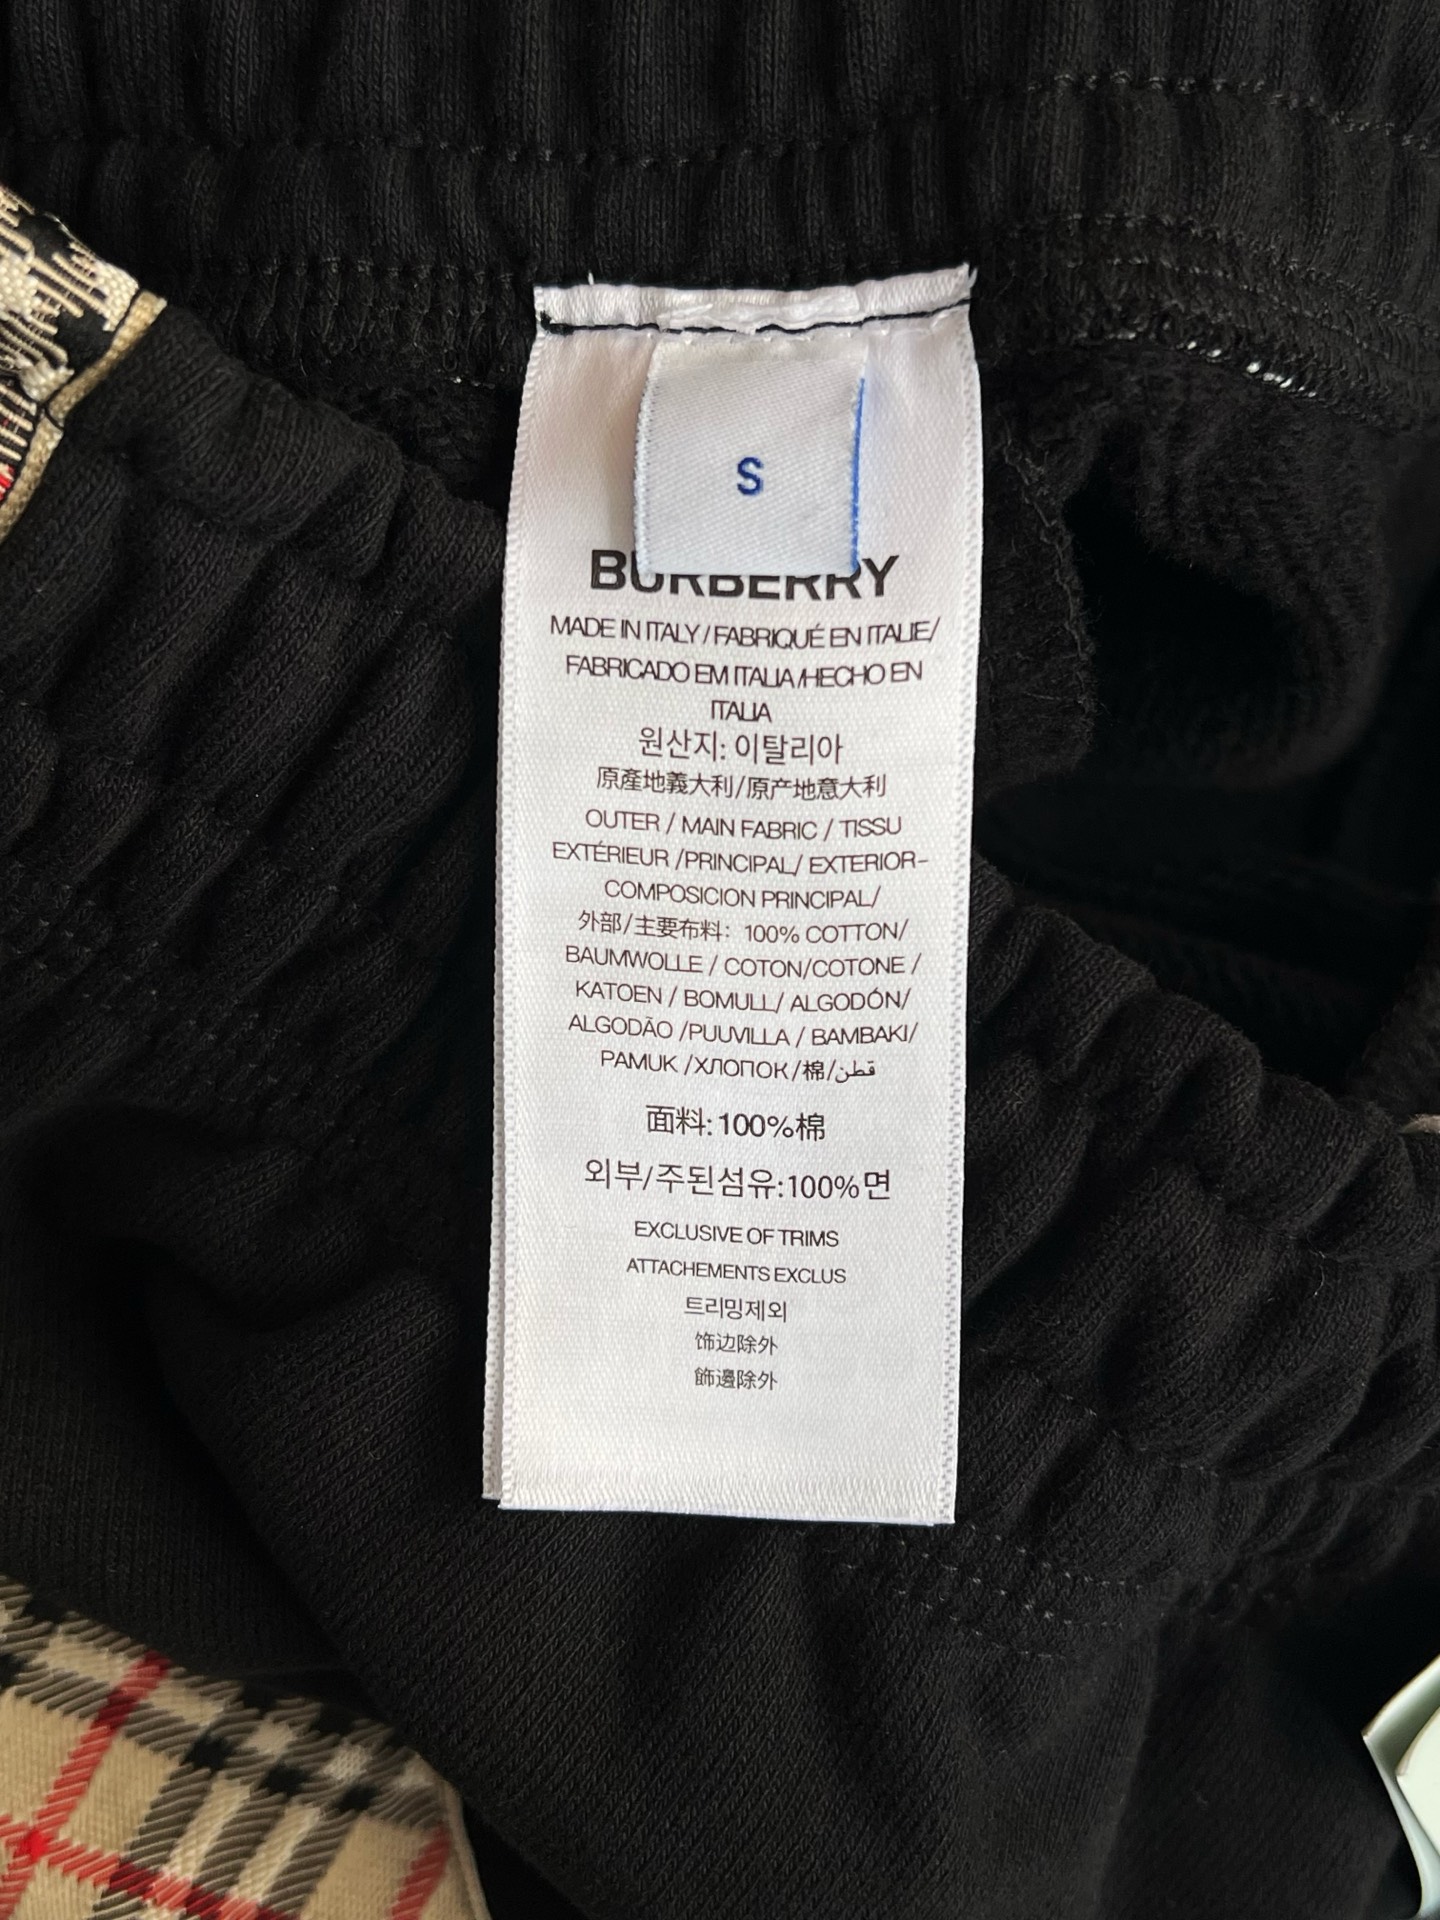 S
BURBERRY
MADE IN ITALY / FABRIQUÉ EN ITALIE/
FABRICADO EM ITALIA /HECHO EN
ITALIA
원산지: 이탈리아
原產地義大利/原产地意大利
OUTER / MAIN FABRIC / TISSU
EXTÉRIEUR /PRINCIPAL/ EXTERIOR-
COMPOSICION PRINCIPAL/
外部/主要布料: 100% COTTON/
BAUMWOLLE / COTON/COTONE /
KATOEN / BOMULL/ ALGODÓN/
ALGODÃO /PUUVILLA / BAMBAKI/
PAMUK /ХЛОПОК/棉/قطن
面料: 100%棉
외부/주된섬유:100%면
EXCLUSIVE OF TRIMS
ATTACHEMENTS EXCLUS
트리밍제외
饰边除外
飾邊除外